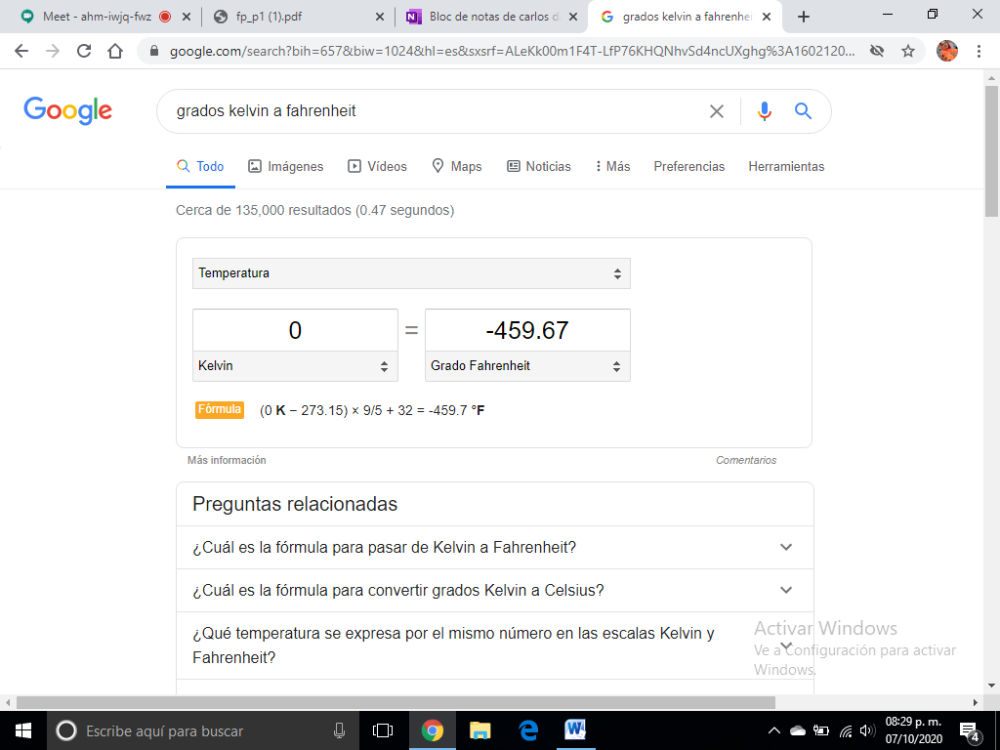 Meet - ahm-iwjq-fwz
fp_p1 (1).pdf
Bloc de notas de carlos d
grados kelvin a fahrenhei
google.com/search?bih=657&biw=1024&hl=es&sxsrf=ALeKk00m1F4T-LfP76KHQNhvSd4ncUXghg%3A1602120...
Google
grados kelvin a fahrenheit
Todo Imágenes Vídeos Maps Noticias Más Preferencias Herramientas
Cerca de 135,000 resultados (0.47 segundos)
Temperatura
0 = -459.67
Kelvin Grado Fahrenheit
Fórmula (0 K − 273.15) × 9/5 + 32 = -459.7 °F
Más información Comentarios
Preguntas relacionadas
¿Cuál es la fórmula para pasar de Kelvin a Fahrenheit?
¿Cuál es la fórmula para convertir grados Kelvin a Celsius?
¿Qué temperatura se expresa por el mismo número en las escalas Kelvin y
Fahrenheit?
Activar Windows
Ve a Configuración para activar
Windows.
Escribe aquí para buscar
08:29 p. m.
07/10/2020
4